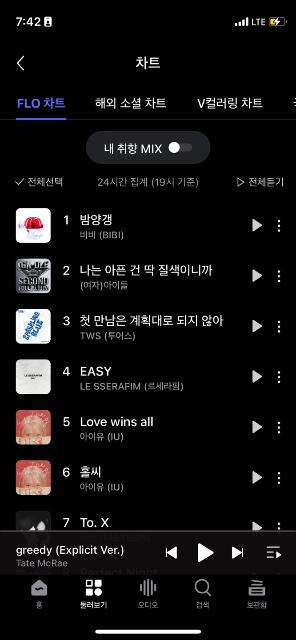 7:42
LTE
차트
FLO 차트
해외 소셜 차트
V컬러링 차트
내 취향 MIX
전체선택
24시간 집계 (19시 기준)
전체듣기
1
밤양갱
비비 (BIBI)
2
나는 아픈 건 딱 질색이니까
(여자)아이들
3
첫 만남은 계획대로 되지 않아
TWS (투어스)
4
EASY
LE SSERAFIM (르세라핌)
5
Love wins all
아이유 (IU)
6
홀씨
아이유 (IU)
7
To. X
greedy (Explicit Ver.)
Tate McRae
Perfect Night
홈
둘러보기
오디오
검색
보관함